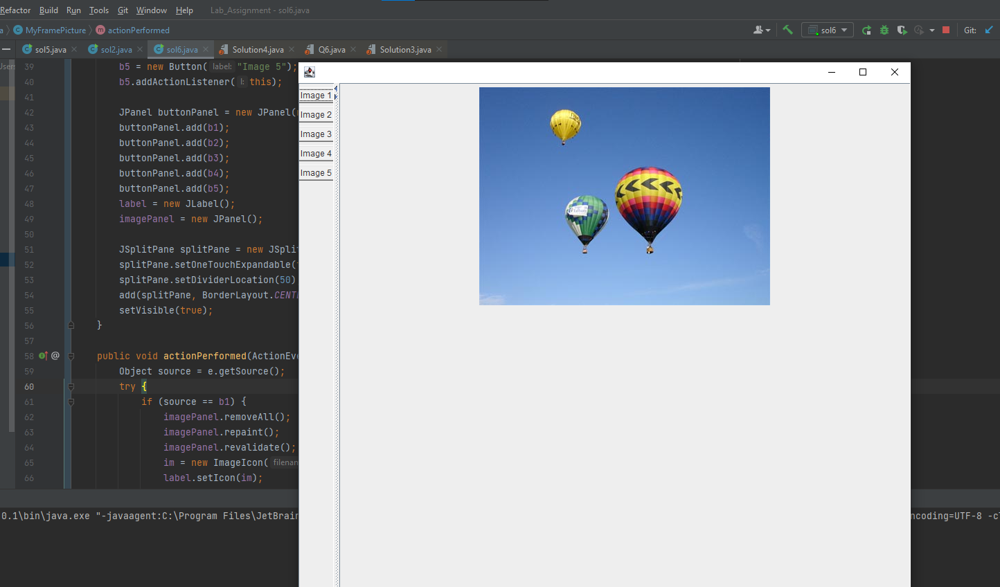 Refactor Build Run Tools Git Window Help Lab_Assignment - sol6.java
a MyFramePicture actionPerformed sol6 Git:
sol5.java sol2.java sol6.java Solution4.java Q6.java Solution3.java
Users
39 b5 = new Button( label: "Image 5");
40 b5.addActionListener( l: this);
41
42 JPanel buttonPanel = new JPanel(
43 buttonPanel.add(b1);
44 buttonPanel.add(b2);
45 buttonPanel.add(b3);
46 buttonPanel.add(b4);
47 buttonPanel.add(b5);
48 label = new JLabel();
49 imagePanel = new JPanel();
50
51 JSplitPane splitPane = new JSplit
52 splitPane.setOneTouchExpandable(
53 splitPane.setDividerLocation(50)
54 add(splitPane, BorderLayout.CENT
55 setVisible(true);
56 }
57
58 @ public void actionPerformed(ActionEv
59 Object source = e.getSource();
60 try {
61 if (source == b1) {
62 imagePanel.removeAll();
63 imagePanel.repaint();
64 imagePanel.revalidate();
65 im = new ImageIcon( filenam
66 label.setIcon(im);
Image 1
Image 2
Image 3
Image 4
Image 5
0.1\bin\java.exe "-javaagent:C:\Program Files\JetBrain
ncoding=UTF-8 -c